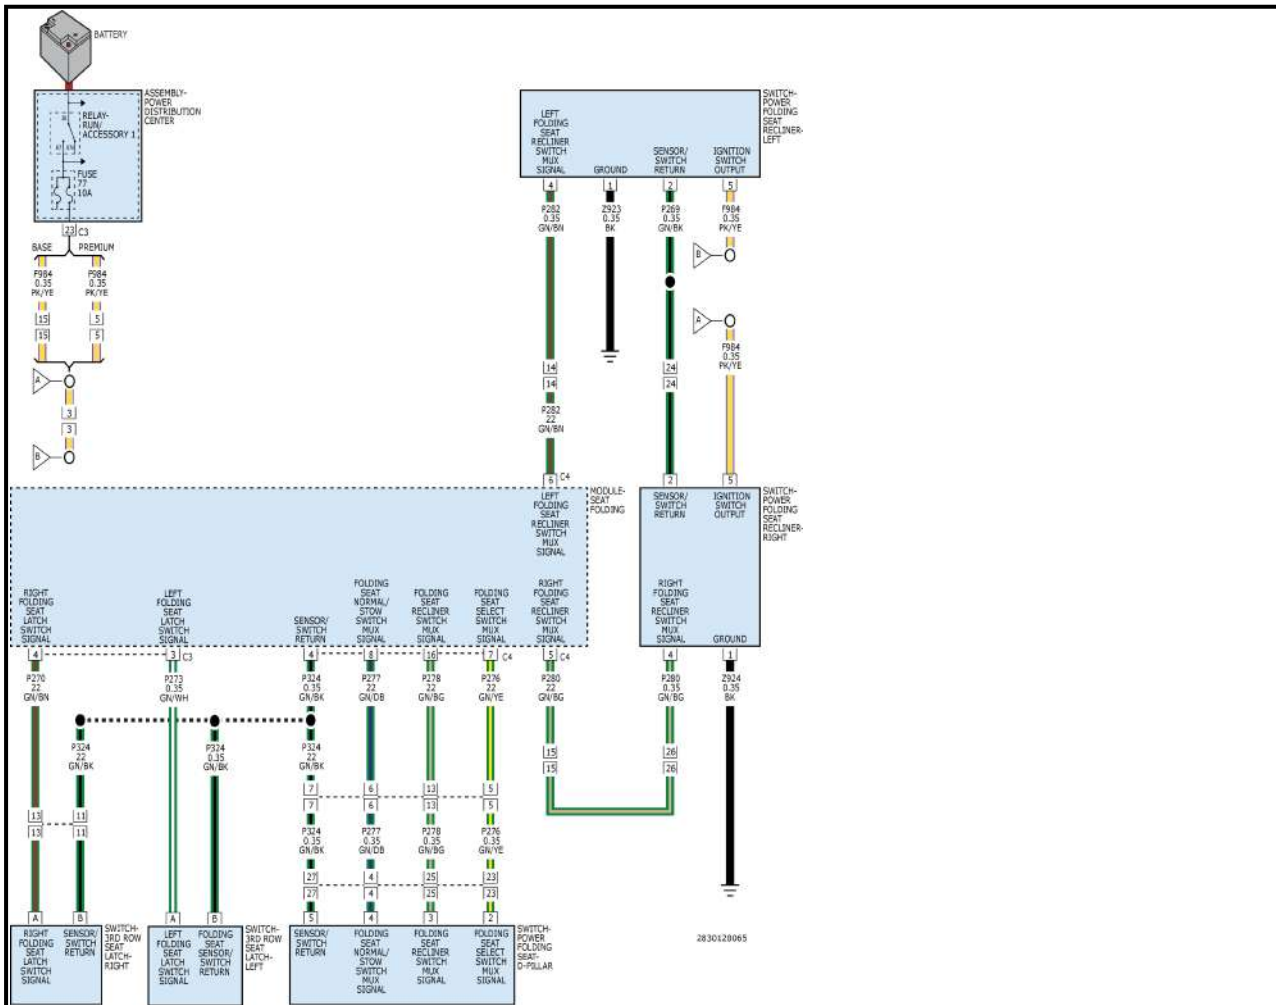 BATTERY
ASSEMBLY-
POWER
DISTRIBUTION
CENTER
RELAY-
RUN/
ACCESSORY 1
FUSE
77
10A
23 C3
BASE PREMIUM
F984 F984
0.35 0.35
PK/YE PK/YE
15 5
15 5
A
3
3
B
SWITCH-
POWER
FOLDING
SEAT
RECLINER-
LEFT
LEFT
FOLDING
SEAT
RECLINER
SWITCH
MUX
SIGNAL
GROUND
SENSOR/
SWITCH
RETURN
IGNITION
SWITCH
OUTPUT
4 1 2 5
P282 Z923 P269 F984
0.35 0.35 0.35 0.35
GN/BN BK GN/BK PK/YE
B
A
F984
0.35
PK/YE
14 24
14 24
P282
22
GN/BN
6 C4
2 5
MODULE-
SEAT
FOLDING
LEFT
FOLDING
SEAT
RECLINER
SWITCH
MUX
SIGNAL
SENSOR/
SWITCH
RETURN
IGNITION
SWITCH
OUTPUT
SWITCH-
POWER
FOLDING
SEAT
RECLINER-
RIGHT
RIGHT
FOLDING
SEAT
LATCH
SWITCH
SIGNAL
LEFT
FOLDING
SEAT
LATCH
SWITCH
SIGNAL
SENSOR/
SWITCH
RETURN
FOLDING
SEAT
NORMAL/
STOW
SWITCH
MUX
SIGNAL
FOLDING
SEAT
RECLINER
SWITCH
MUX
SIGNAL
FOLDING
SEAT
SELECT
SWITCH
MUX
SIGNAL
RIGHT
FOLDING
SEAT
RECLINER
SWITCH
MUX
SIGNAL
RIGHT
FOLDING
SEAT
RECLINER
SWITCH
MUX
SIGNAL
GROUND
4 3 C3 4 8 16 7 C4 5 C4 4 1
P270 P273 P324 P277 P278 P276 P280 P280 Z924
22 0.35 0.35 22 22 22 22 0.35 0.35
GN/BN GN/WH GN/BK GN/DB GN/BG GN/YE GN/BG GN/BG BK
P324 P324 P324
22 0.35 22
GN/BK GN/BK GN/BK
15 26
15 26
7 6 13 5
7 6 13 5
13 11
13 11
P324 P277 P278 P276
0.35 0.35 0.35 0.35
GN/BK GN/DB GN/BG GN/YE
27 4 25 23
27 4 25 23
A B A B 5 4 3 2
RIGHT
FOLDING
SEAT
LATCH
SWITCH
SIGNAL
SENSOR/
SWITCH
RETURN
SWITCH-
3RD ROW
SEAT
LATCH-
RIGHT
LEFT
FOLDING
SEAT
LATCH
SWITCH
SIGNAL
FOLDING
SEAT
SENSOR/
SWITCH
RETURN
SWITCH-
3RD ROW
SEAT
LATCH-
LEFT
SENSOR/
SWITCH
RETURN
FOLDING
SEAT
NORMAL/
STOW
SWITCH
MUX
SIGNAL
FOLDING
SEAT
RECLINER
SWITCH
MUX
SIGNAL
FOLDING
SEAT
SELECT
SWITCH
MUX
SIGNAL
SWITCH-
POWER
FOLDING
SEAT-
D-PILLAR
2830128065